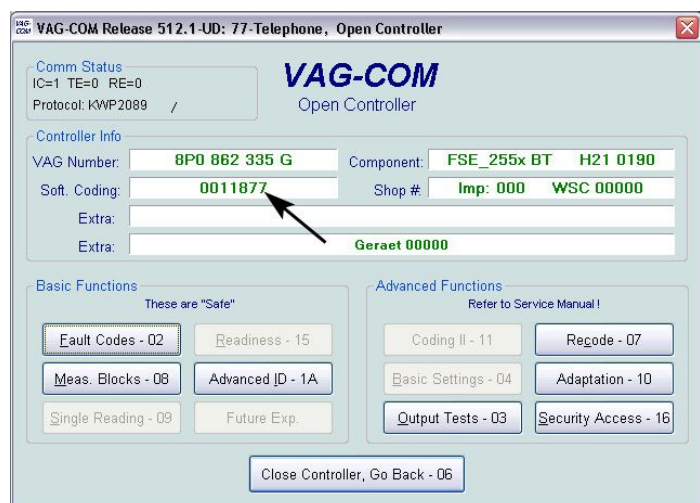 VAG-COM Release 512.1-UD: 77-Telephone, Open Controller
Comm Status
IC=1 TE=0 RE=0
Protocol: KWP2089 /
VAG-COM
Open Controller
Controller Info
VAG Number: 8P0 862 335 G Component: FSE_255x BT H21 0190
Soft. Coding: 0011877 Shop #: Imp: 000 WSC 00000
Extra:
Extra: Geraet 00000
Basic Functions
These are "Safe"
Fault Codes - 02 Readiness - 15
Meas. Blocks - 08 Advanced ID - 1A
Single Reading - 09 Future Exp.
Advanced Functions
Refer to Service Manual !
Coding II - 11 Recode - 07
Basic Settings - 04 Adaptation - 10
Output Tests - 03 Security Access - 16
Close Controller, Go Back - 06